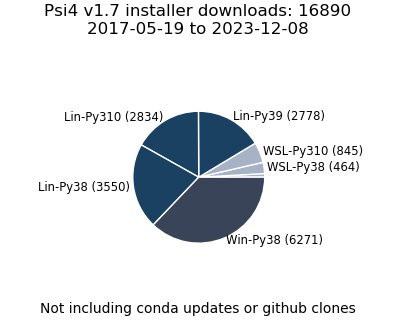 Psi4 v1.7 installer downloads: 16890
2017-05-19 to 2023-12-08
Lin-Py310 (2834)
Lin-Py39 (2778)
WSL-Py310 (845)
WSL-Py38 (464)
Lin-Py38 (3550)
Win-Py38 (6271)
Not including conda updates or github clones